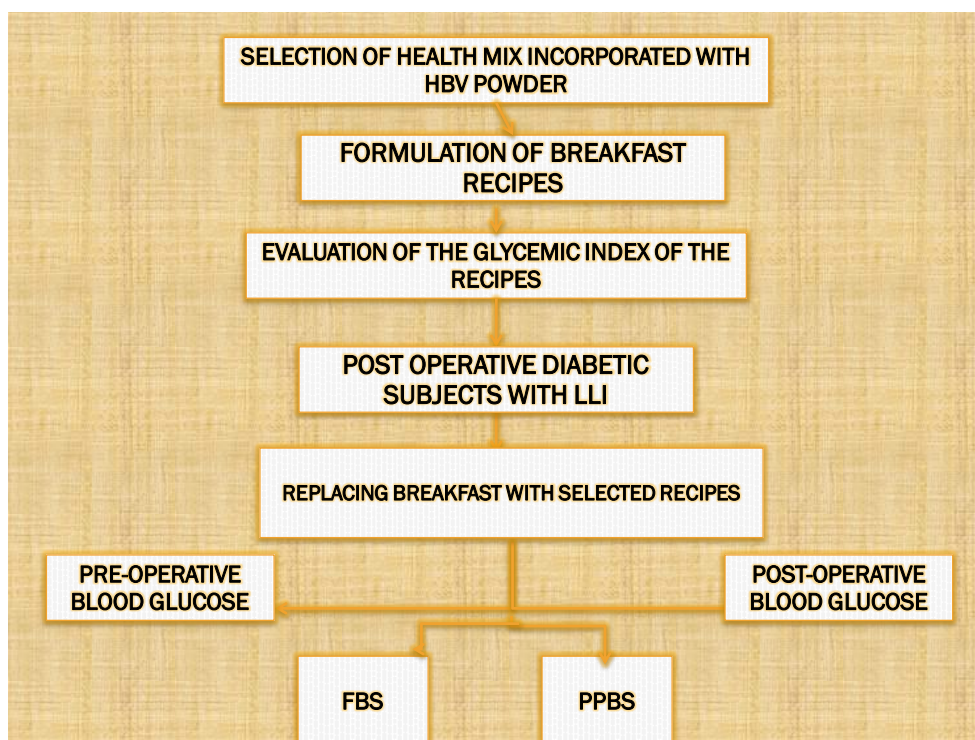 SELECTION OF HEALTH MIX INCORPORATED WITH
HBV POWDER
FORMULATION OF BREAKFAST
RECIPES
EVALUATION OF THE GLYCEMIC INDEX OF THE
RECIPES
POST OPERATIVE DIABETIC
SUBJECTS WITH LLI
REPLACING BREAKFAST WITH SELECTED RECIPES
PRE-OPERATIVE
BLOOD GLUCOSE
POST-OPERATIVE
BLOOD GLUCOSE
FBS
PPBS